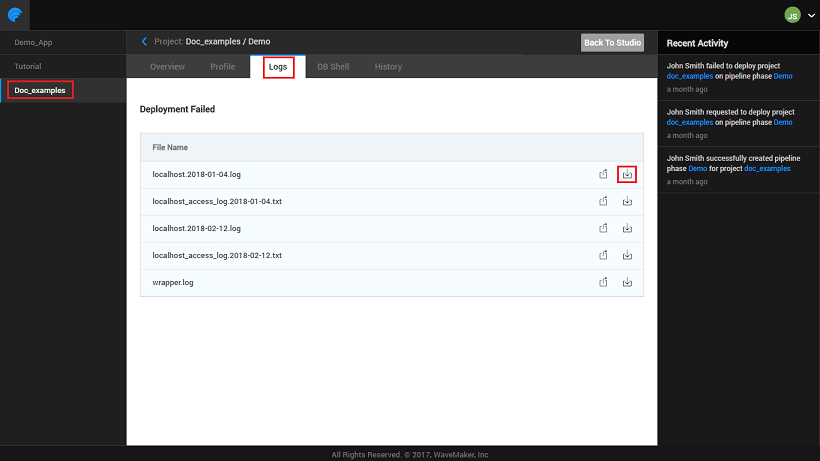 JS
Demo_App
Tutorial
Doc_examples
Project: Doc_examples / Demo
Back To Studio
Overview
Profile
Logs
DB Shell
History
Deployment Failed
File Name
localhost.2018-01-04.log
localhost_access_log.2018-01-04.txt
localhost.2018-02-12.log
localhost_access_log.2018-02-12.txt
wrapper.log
Recent Activity
John Smith failed to deploy project
doc_examples on pipeline phase Demo
a month ago
John Smith requested to deploy project
doc_examples on pipeline phase Demo
a month ago
John Smith successfully created pipeline
phase Demo for project doc_examples
a month ago
All Rights Reserved. © 2017, WaveMaker, Inc